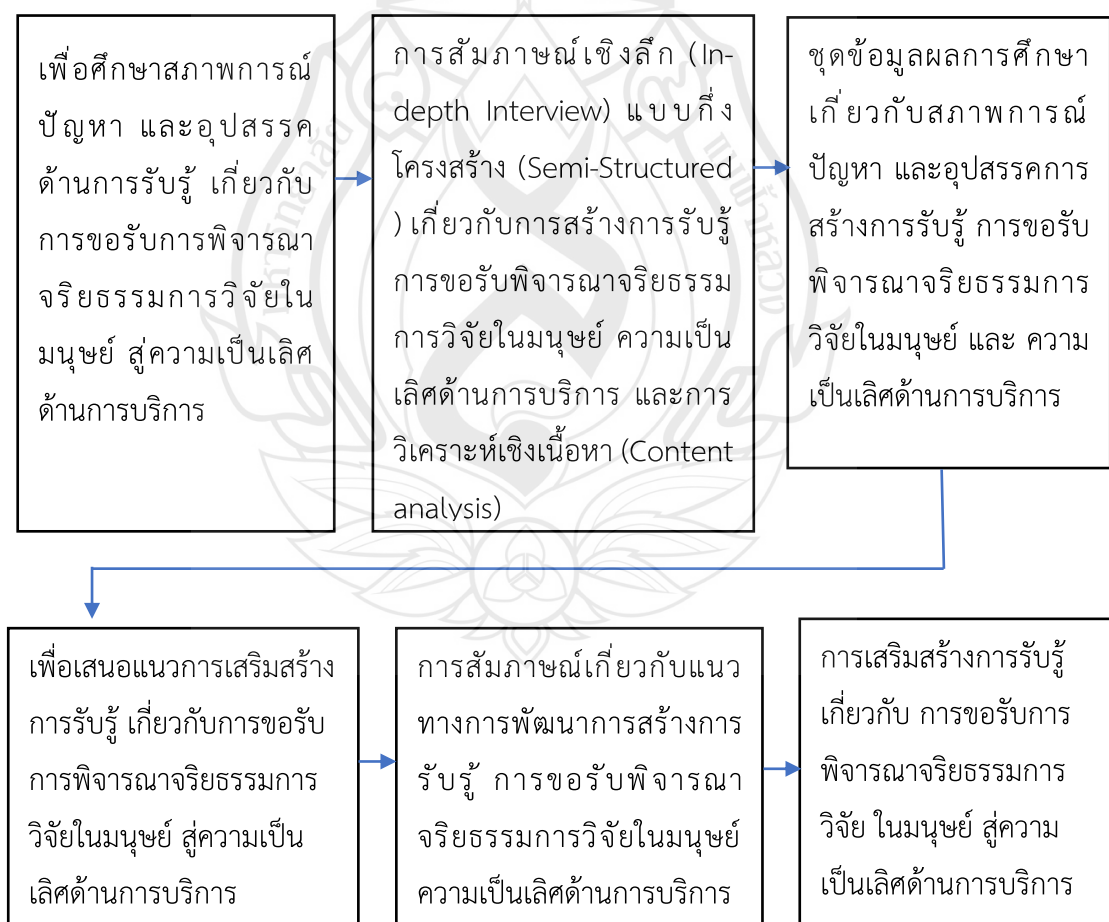 เพื่อศึกษาสภาพการณ์
ปัญหา และอุปสรรค
ด้านการรับรู้ เกี่ยวกับ
การขอรับการพิจารณา
จริยธรรมการวิจัยใน
มนุษย์ สู่ความเป็นเลิศ
ด้านการบริการ
การสัมภาษณ์เชิงลึก (In-
depth Interview) แบบกึ่ง
โครงสร้าง (Semi-Structured
) เกี่ยวกับการสร้างการรับรู้
การขอรับพิจารณาจริยธรรม
การวิจัยในมนุษย์ ความเป็น
เลิศด้านการบริการ และการ
วิเคราะห์เชิงเนื้อหา (Content
analysis)
ชุดข้อมูลผลการศึกษา
เกี่ยวกับสภาพการณ์
ปัญหา และอุปสรรคการ
สร้างการรับรู้ การขอรับ
พิจารณาจริยธรรมการ
วิจัยในมนุษย์ และ ความ
เป็นเลิศด้านการบริการ
เพื่อเสนอแนวการเสริมสร้าง
การรับรู้ เกี่ยวกับการขอรับ
การพิจารณาจริยธรรมการ
วิจัยในมนุษย์ สู่ความเป็น
เลิศด้านการบริการ
การสัมภาษณ์เกี่ยวกับแนว
ทางการพัฒนาการสร้างการ
รับรู้ การขอรับพิจารณา
จริยธรรมการวิจัยในมนุษย์
ความเป็นเลิศด้านการบริการ
การเสริมสร้างการรับรู้
เกี่ยวกับ การขอรับการ
พิจารณาจริยธรรมการ
วิจัย ในมนุษย์ สู่ความ
เป็นเลิศด้านการบริการ